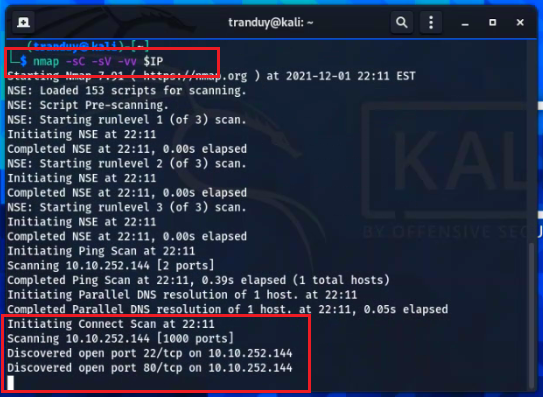 tranduy@kali: ~
(tranduy@kali)-[~]
$ nmap -sC -sV -vv $IP
Starting Nmap 7.91 ( https://nmap.org ) at 2021-12-01 22:11 EST
NSE: Loaded 153 scripts for scanning.
NSE: Script Pre-scanning.
NSE: Starting runlevel 1 (of 3) scan.
Initiating NSE at 22:11
Completed NSE at 22:11, 0.00s elapsed
NSE: Starting runlevel 2 (of 3) scan.
Initiating NSE at 22:11
Completed NSE at 22:11, 0.00s elapsed
NSE: Starting runlevel 3 (of 3) scan.
Initiating NSE at 22:11
Completed NSE at 22:11, 0.00s elapsed
Initiating Ping Scan at 22:11
Scanning 10.10.252.144 [2 ports]
Completed Ping Scan at 22:11, 0.39s elapsed (1 total hosts)
Initiating Parallel DNS resolution of 1 host. at 22:11
Completed Parallel DNS resolution of 1 host. at 22:11, 0.05s elapsed
Initiating Connect Scan at 22:11
Scanning 10.10.252.144 [1000 ports]
Discovered open port 22/tcp on 10.10.252.144
Discovered open port 80/tcp on 10.10.252.144
KALI
BY OFFENSIVE SECU